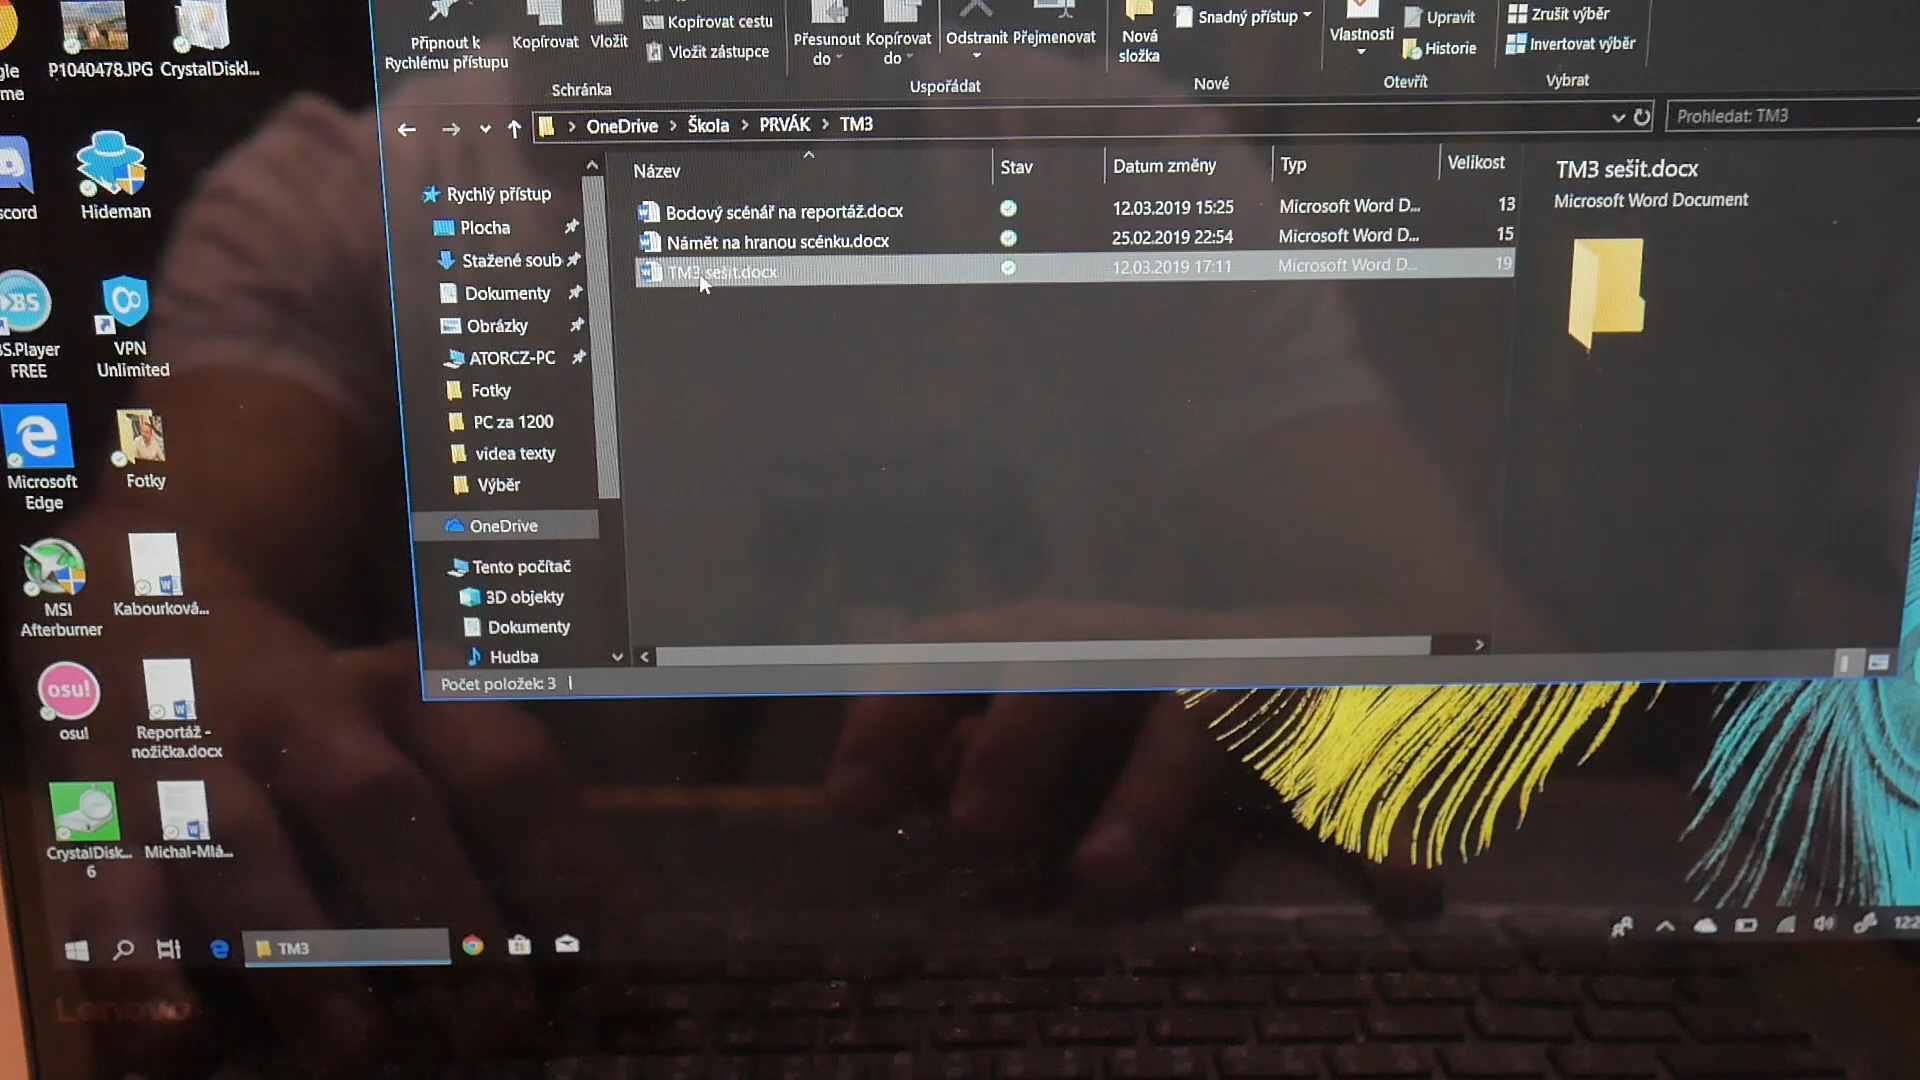 P1040478.JPG
CrystalDiskI...
Připnout k
Rychlému přístupu
Kopírovat
Vložit
Kopírovat cestu
Vložit zástupce
Schránka
Přesunout
do
Kopírovat
do
Odstranit
Přejmenovat
Uspořádat
Nová
složka
Snadný přístup
Nové
Vlastnosti
Upravit
Historie
Otevřít
Zrušit výběr
Invertovat výběr
Vybrat
OneDrive > Škola > PRVÁK > TM3
Prohledat: TM3
Název
Stav
Datum změny
Typ
Velikost
Bodový scénář na reportáž.docx 12.03.2019 15:25 Microsoft Word D... 13
Námět na hranou scénku.docx 25.02.2019 22:54 Microsoft Word D... 15
TM3 sešit.docx 12.03.2019 17:11 Microsoft Word D... 19
TM3 sešit.docx
Microsoft Word Document
Rychlý přístup
Plocha
Stažené soub
Dokumenty
Obrázky
ATORCZ-PC
Fotky
PC za 1200
videa texty
Výběr
OneDrive
Tento počítač
3D objekty
Dokumenty
Hudba
Počet položek: 3
Hideman
BS
S.Player
FREE
VPN
Unlimited
Microsoft
Edge
Fotky
MSI
Afterburner
Kabourková...
osu!
osu!
Reportáž -
nožička.docx
CrystalDisk...
6
Michal-Mlá...
TM3
Lenovo